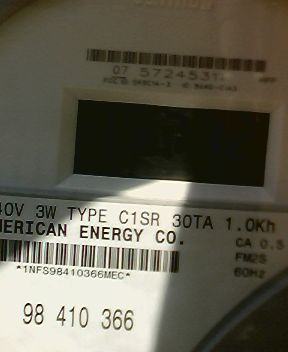 07 5724531
40V 3W TYPE C1SR 30TA 1.0Kh
MERICAN ENERGY CO.
CA 0.5
FM2S
60Hz
*1NFS98410366MEC*
98 410 366